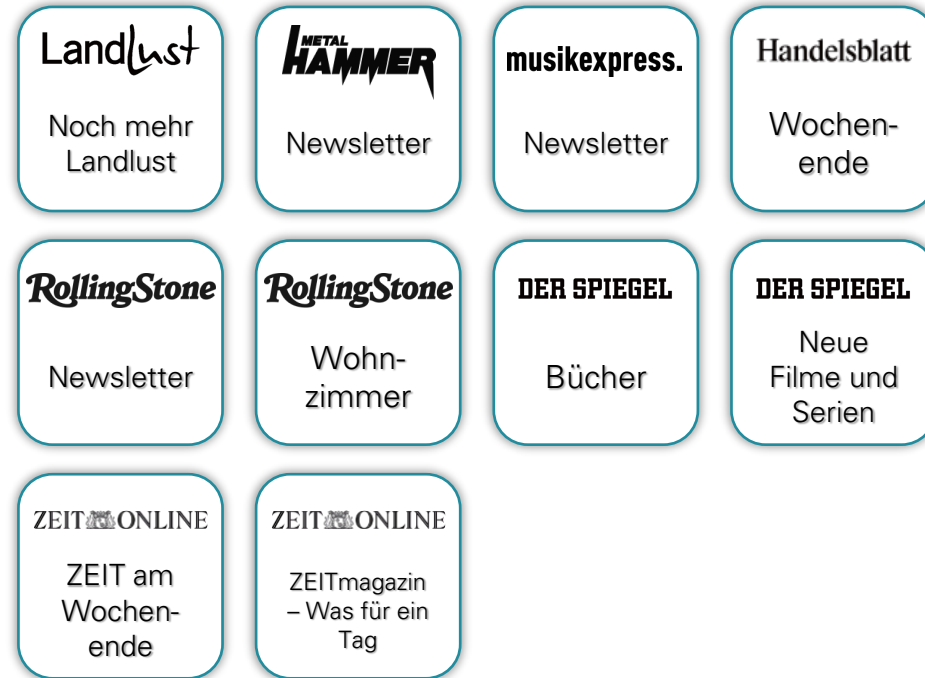 Landlust
Noch mehr
Landlust
METAL
HAMMER
Newsletter
musikexpress.
Newsletter
Handelsblatt
Wochen-
ende
RollingStone
Newsletter
RollingStone
Wohn-
zimmer
DER SPIEGEL
Bücher
DER SPIEGEL
Neue
Filme und
Serien
ZEIT ONLINE
ZEIT am
Wochen-
ende
ZEIT ONLINE
ZEITmagazin
– Was für ein
Tag